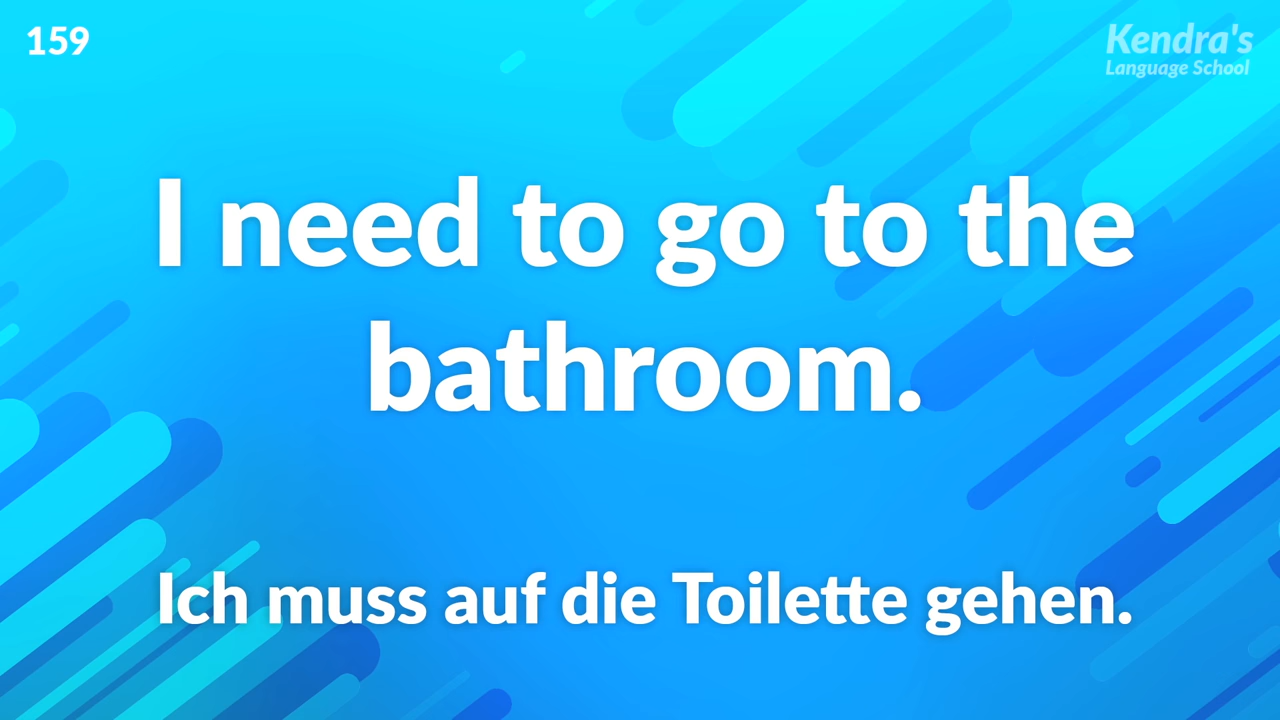 159
Kendra's
Language School
I need to go to the
bathroom.
Ich muss auf die Toilette gehen.